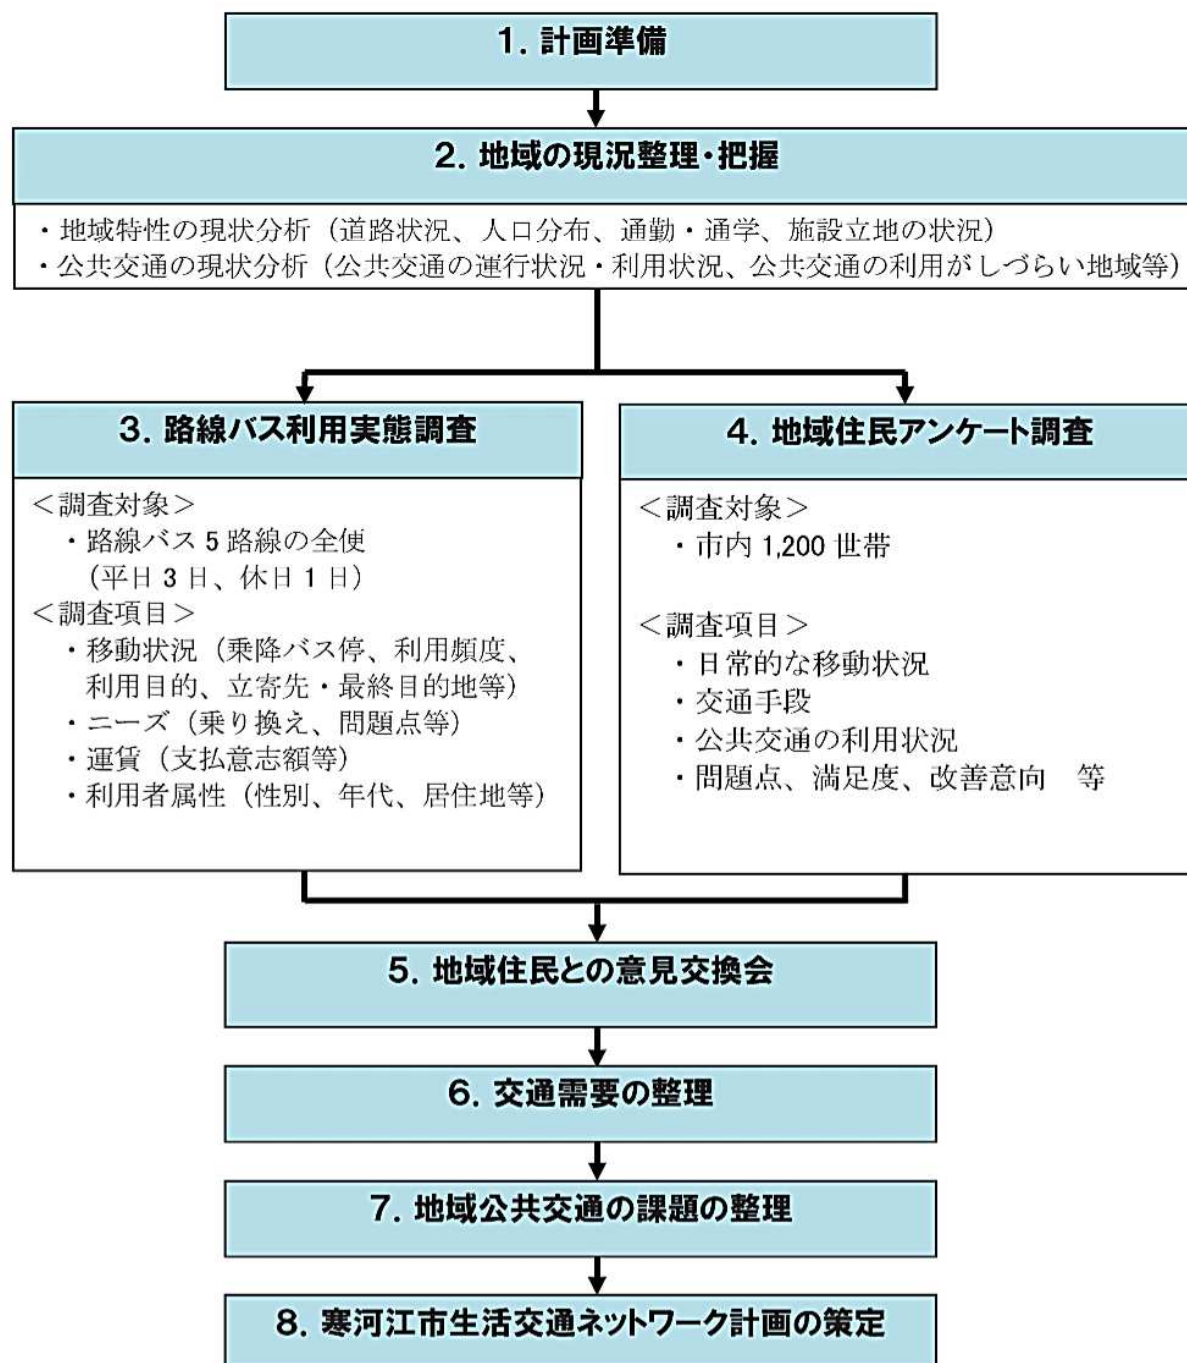 1. 計画準備
2. 地域の現況整理・把握
・地域特性の現状分析（道路状況、人口分布、通勤・通学、施設立地の状況）
・公共交通の現状分析（公共交通の運行状況・利用状況、公共交通の利用がしづらい地域等）
3. 路線バス利用実態調査
＜調査対象＞
・路線バス 5 路線の全便
（平日 3 日、休日 1 日）
＜調査項目＞
・移動状況（乗降バス停、利用頻度、
利用目的、立寄先・最終目的地等）
・ニーズ（乗り換え、問題点等）
・運賃（支払意志額等）
・利用者属性（性別、年代、居住地等）
4. 地域住民アンケート調査
＜調査対象＞
・市内 1,200 世帯
＜調査項目＞
・日常的な移動状況
・交通手段
・公共交通の利用状況
・問題点、満足度、改善意向　等
5. 地域住民との意見交換会
6. 交通需要の整理
7. 地域公共交通の課題の整理
8. 寒河江市生活交通ネットワーク計画の策定